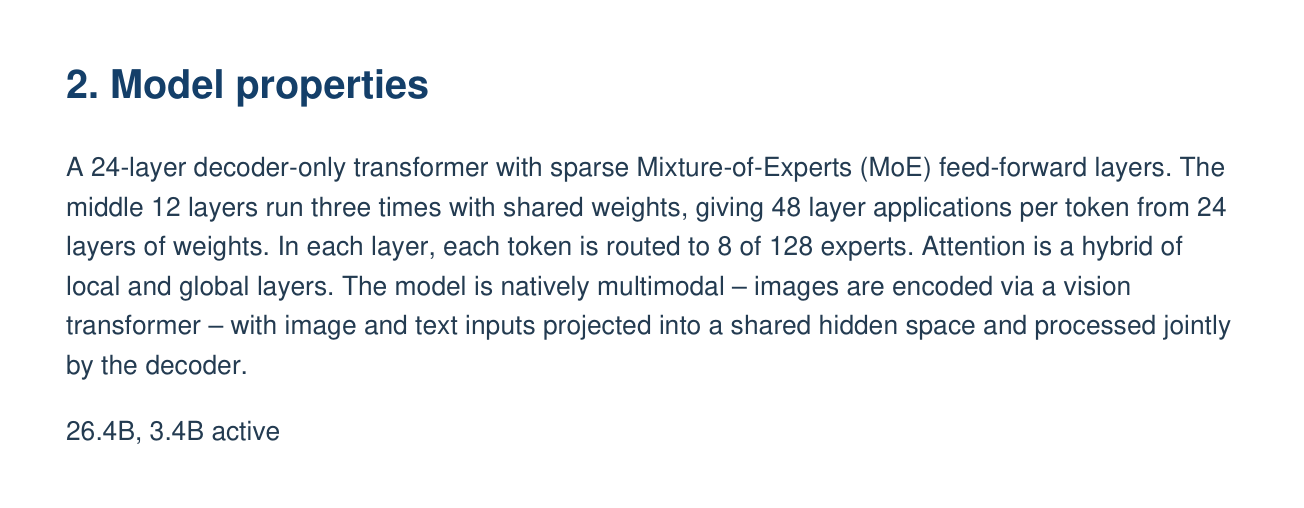 2. Model properties
A 24-layer decoder-only transformer with sparse Mixture-of-Experts (MoE) feed-forward layers. The
middle 12 layers run three times with shared weights, giving 48 layer applications per token from 24
layers of weights. In each layer, each token is routed to 8 of 128 experts. Attention is a hybrid of
local and global layers. The model is natively multimodal – images are encoded via a vision
transformer – with image and text inputs projected into a shared hidden space and processed jointly
by the decoder.
26.4B, 3.4B active